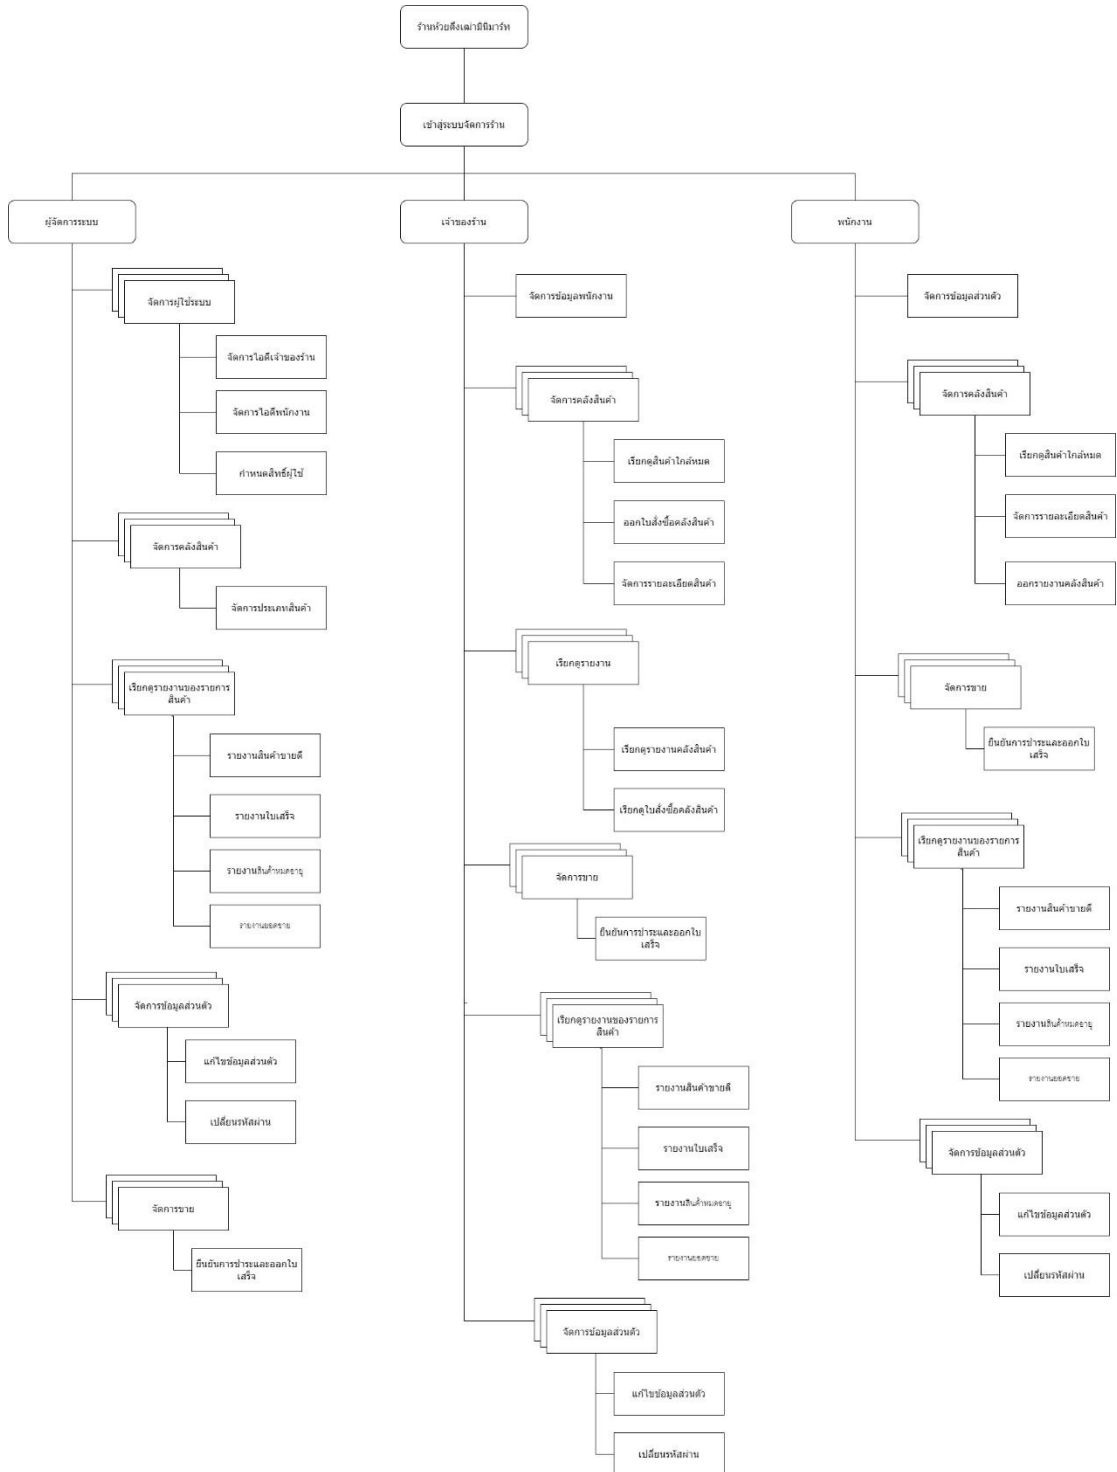 ร้านห้วยตึงเฒ่ามินิมาร์ท
เข้าสู่ระบบจัดการร้าน
ผู้จัดการระบบ
จัดการผู้ใช้ระบบ
จัดการไอดีเจ้าของร้าน
จัดการไอดีพนักงาน
กำหนดสิทธิ์ผู้ใช้
จัดการคลังสินค้า
จัดการประเภทสินค้า
เรียกดูรายงานของรายการ
สินค้า
รายงานสินค้าขายดี
รายงานใบเสร็จ
รายงานสินค้าหมดอายุ
รายงานยอดขาย
จัดการข้อมูลส่วนตัว
แก้ไขข้อมูลส่วนตัว
เปลี่ยนรหัสผ่าน
จัดการขาย
ยืนยันการชำระและออกใบ
เสร็จ
เจ้าของร้าน
จัดการข้อมูลพนักงาน
จัดการคลังสินค้า
เรียกดูสินค้าใกล้หมด
ออกใบสั่งซื้อคลังสินค้า
จัดการรายละเอียดสินค้า
เรียกดูรายงาน
เรียกดูรายงานคลังสินค้า
เรียกดูใบสั่งซื้อคลังสินค้า
จัดการขาย
ยืนยันการชำระและออกใบ
เสร็จ
เรียกดูรายงานของรายการ
สินค้า
รายงานสินค้าขายดี
รายงานใบเสร็จ
รายงานสินค้าหมดอายุ
รายงานยอดขาย
จัดการข้อมูลส่วนตัว
แก้ไขข้อมูลส่วนตัว
เปลี่ยนรหัสผ่าน
พนักงาน
จัดการข้อมูลส่วนตัว
จัดการคลังสินค้า
เรียกดูสินค้าใกล้หมด
จัดการรายละเอียดสินค้า
ออกรายงานคลังสินค้า
จัดการขาย
ยืนยันการชำระและออกใบ
เสร็จ
เรียกดูรายงานของรายการ
สินค้า
รายงานสินค้าขายดี
รายงานใบเสร็จ
รายงานสินค้าหมดอายุ
รายงานยอดขาย
จัดการข้อมูลส่วนตัว
แก้ไขข้อมูลส่วนตัว
เปลี่ยนรหัสผ่าน